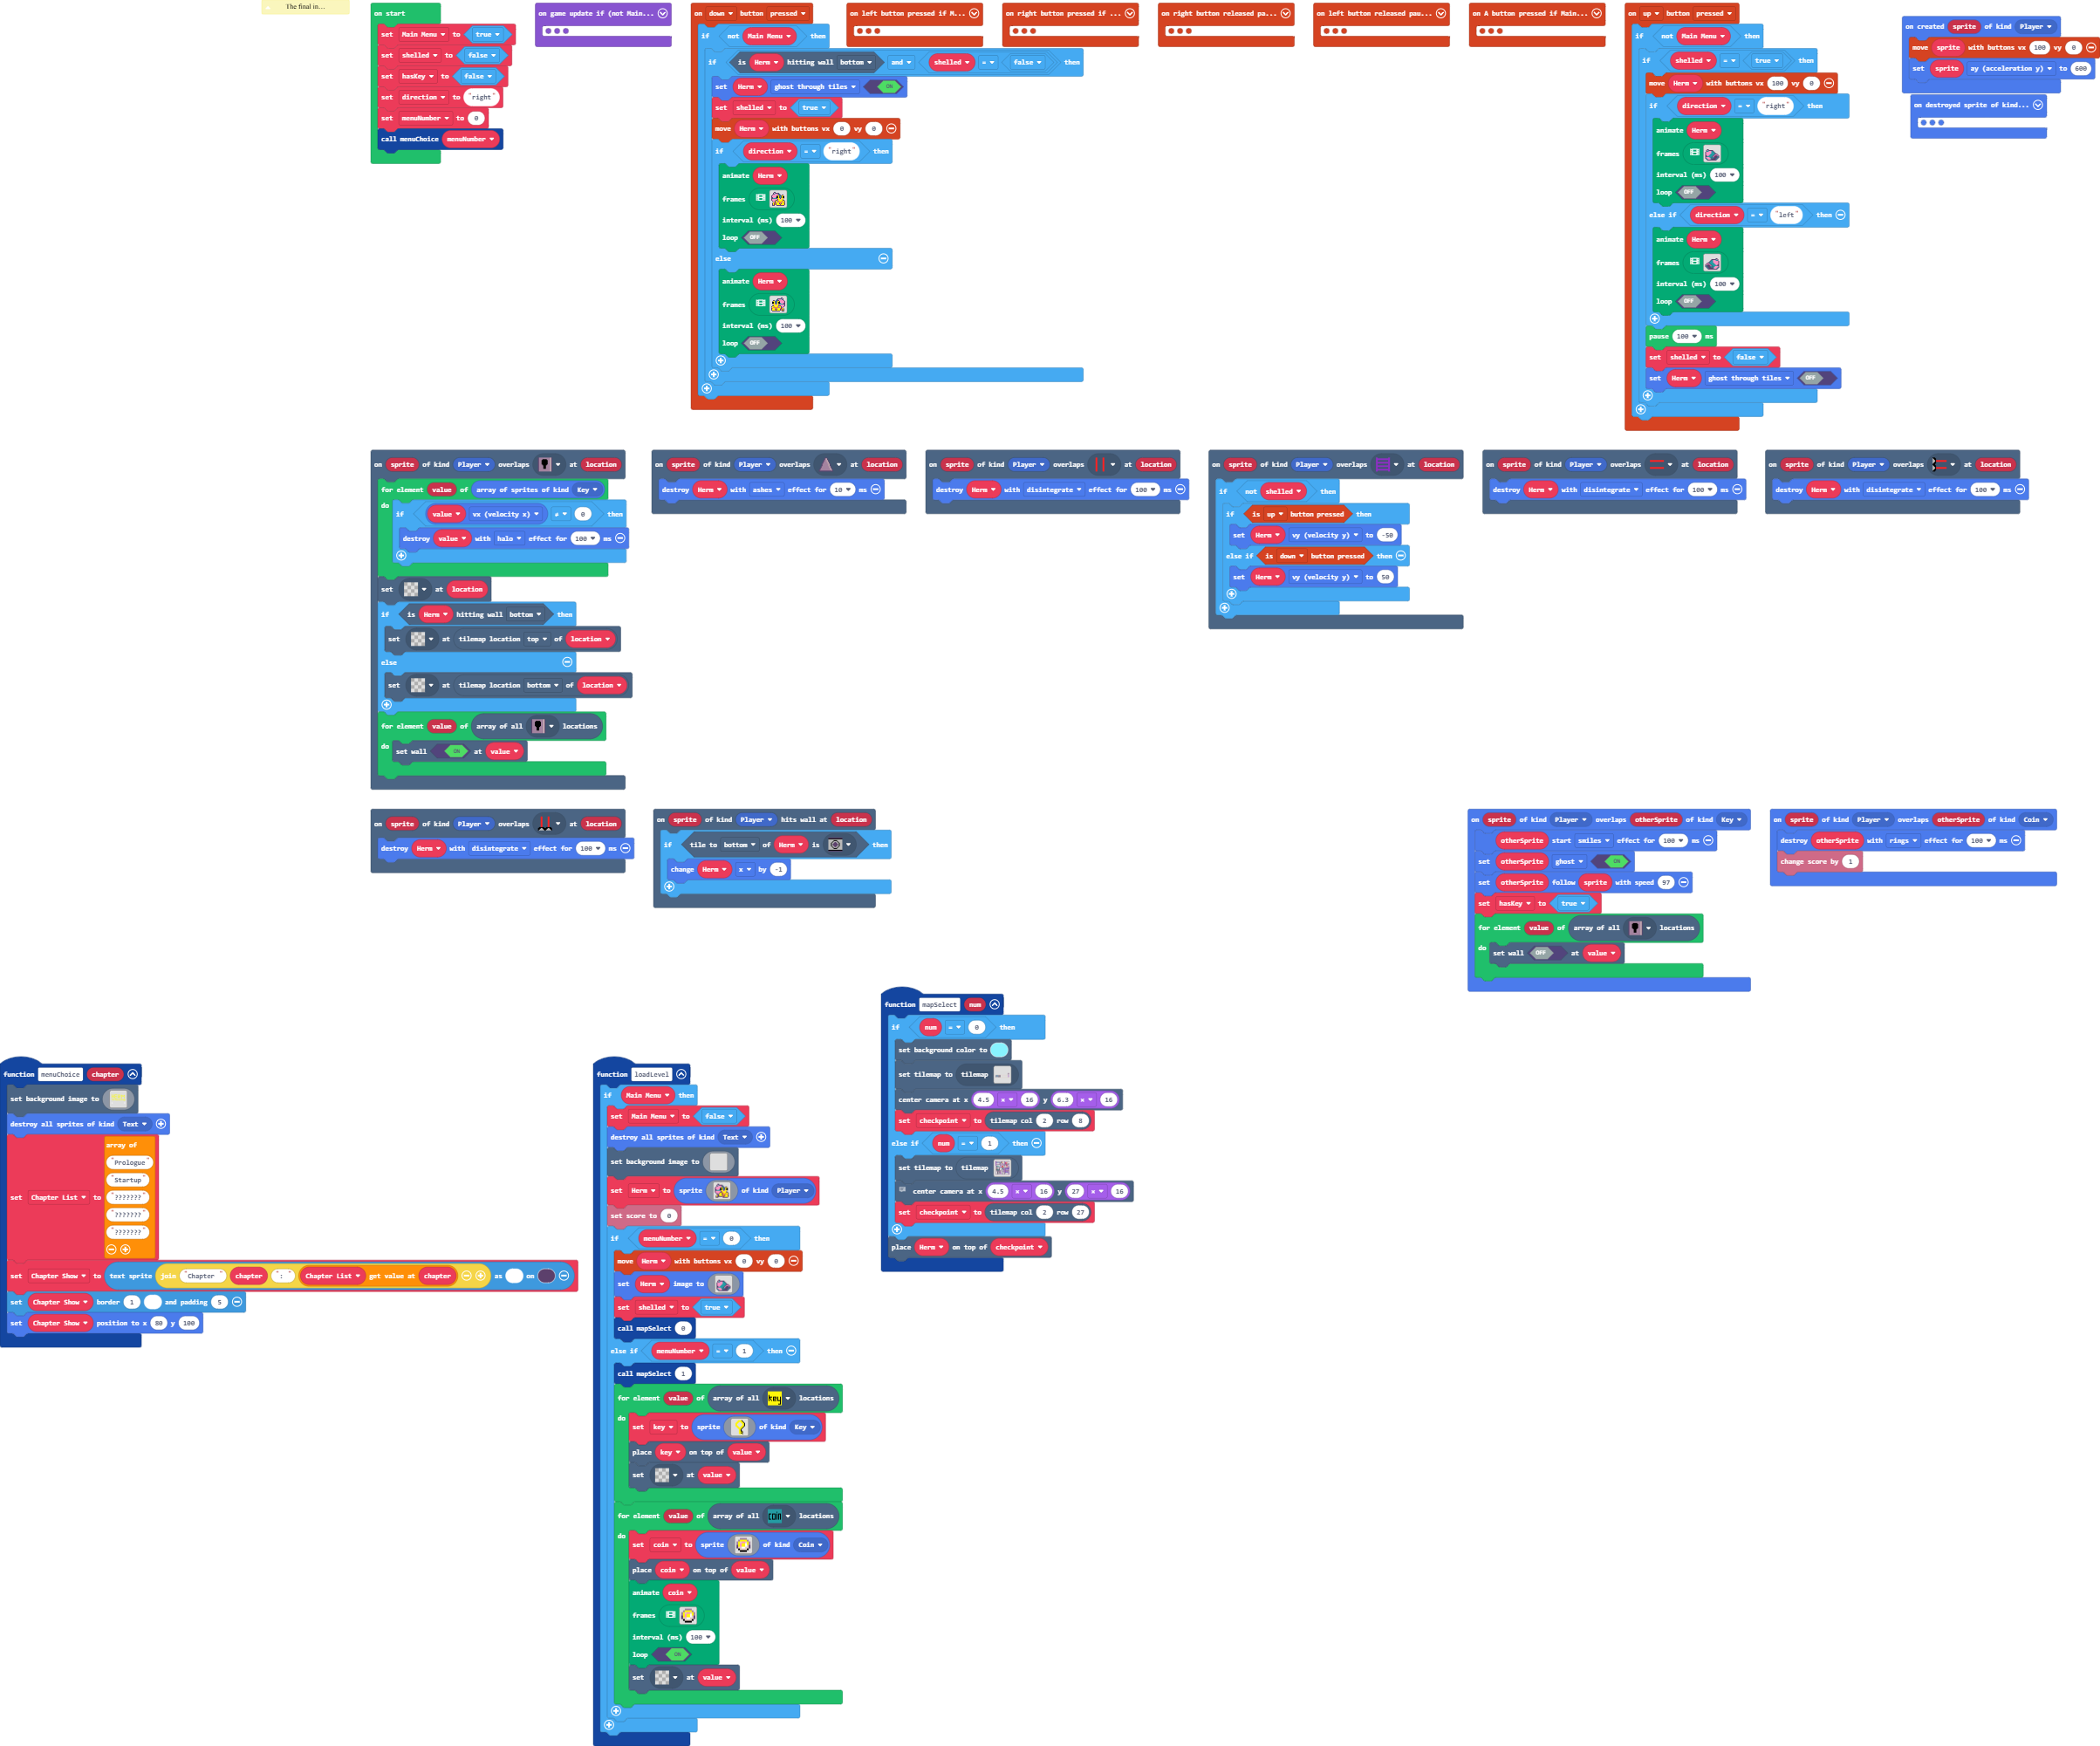 The final in...
on start
set Main Menu to true
set shelled to false
set hasKey to false
set direction to "right"
set menuNumber to 0
call menuChoice menuNumber
on game update if (not Main...
on down button pressed
if not Main Menu then
if is Herm hitting wall bottom and shelled = false then
set Herm ghost through tiles ON
set shelled to true
move Herm with buttons vx 0 vy 0
if direction = "right" then
animate Herm
frames
interval (ms) 100
loop OFF
else
animate Herm
frames
interval (ms) 100
loop OFF
on left button pressed if M...
on right button pressed if ...
on right button released pa...
on left button released pau...
on A button pressed if Main...
on up button pressed
if not Main Menu then
if shelled = true then
move Herm with buttons vx 100 vy 0
if direction = "right" then
animate Herm
frames
interval (ms) 100
loop OFF
else if direction = "left" then
animate Herm
frames
interval (ms) 100
loop OFF
pause 100 ms
set shelled to false
set Herm ghost through tiles OFF
on created sprite of kind Player
move sprite with buttons vx 100 vy 0
set sprite ay (acceleration y) to 600
on destroyed sprite of kind...
on sprite of kind Player overlaps at location
for element value of array of sprites of kind Key
do
if value vx (velocity x) ≠ 0 then
destroy value with halo effect for 100 ms
set at location
if is Herm hitting wall bottom then
set at tilemap location top of location
else
set at tilemap location bottom of location
for element value of array of all locations
do set wall ON at value
on sprite of kind Player overlaps at location
destroy Herm with ashes effect for 10 ms
on sprite of kind Player overlaps at location
destroy Herm with disintegrate effect for 100 ms
on sprite of kind Player overlaps at location
if not shelled then
if is up button pressed then
set Herm vy (velocity y) to -50
else if is down button pressed then
set Herm vy (velocity y) to 50
on sprite of kind Player overlaps at location
destroy Herm with disintegrate effect for 100 ms
on sprite of kind Player overlaps at location
destroy Herm with disintegrate effect for 100 ms
on sprite of kind Player overlaps at location
destroy Herm with disintegrate effect for 100 ms
on sprite of kind Player hits wall at location
if tile to bottom of Herm is then
change Herm x by -1
on sprite of kind Player overlaps otherSprite of kind Key
otherSprite start smiles effect for 100 ms
set otherSprite ghost ON
set otherSprite follow sprite with speed 97
set hasKey to true
for element value of array of all locations
do set wall OFF at value
on sprite of kind Player overlaps otherSprite of kind Coin
destroy otherSprite with rings effect for 100 ms
change score by 1
function menuChoice chapter
set background image to
destroy all sprites of kind Text
set Chapter List to array of
"Prologue"
"Startup"
"???????"
"???????"
"???????"
set Chapter Show to text sprite join "Chapter " chapter ":" Chapter List get value at chapter as on
set Chapter Show border 1 and padding 5
set Chapter Show position to x 80 y 100
function loadLevel
if Main Menu then
set Main Menu to false
destroy all sprites of kind Text
set background image to
set Herm to sprite of kind Player
set score to 0
if menuNumber = 0 then
move Herm with buttons vx 0 vy 0
set Herm image to
set shelled to true
call mapSelect 0
else if menuNumber = 1 then
call mapSelect 1
for element value of array of all key locations
do
set key to sprite of kind Key
place key on top of value
set at value
for element value of array of all coin locations
do
set coin to sprite of kind Coin
place coin on top of value
animate coin
frames
interval (ms) 100
loop ON
set at value
function mapSelect num
if num = 0 then
set background color to
set tilemap to tilemap
center camera at x 4.5 × 16 y 6.3 × 16
set checkpoint to tilemap col 2 row 8
else if num = 1 then
set tilemap to tilemap
center camera at x 4.5 × 16 y 27 × 16
set checkpoint to tilemap col 2 row 27
place Herm on top of checkpoint